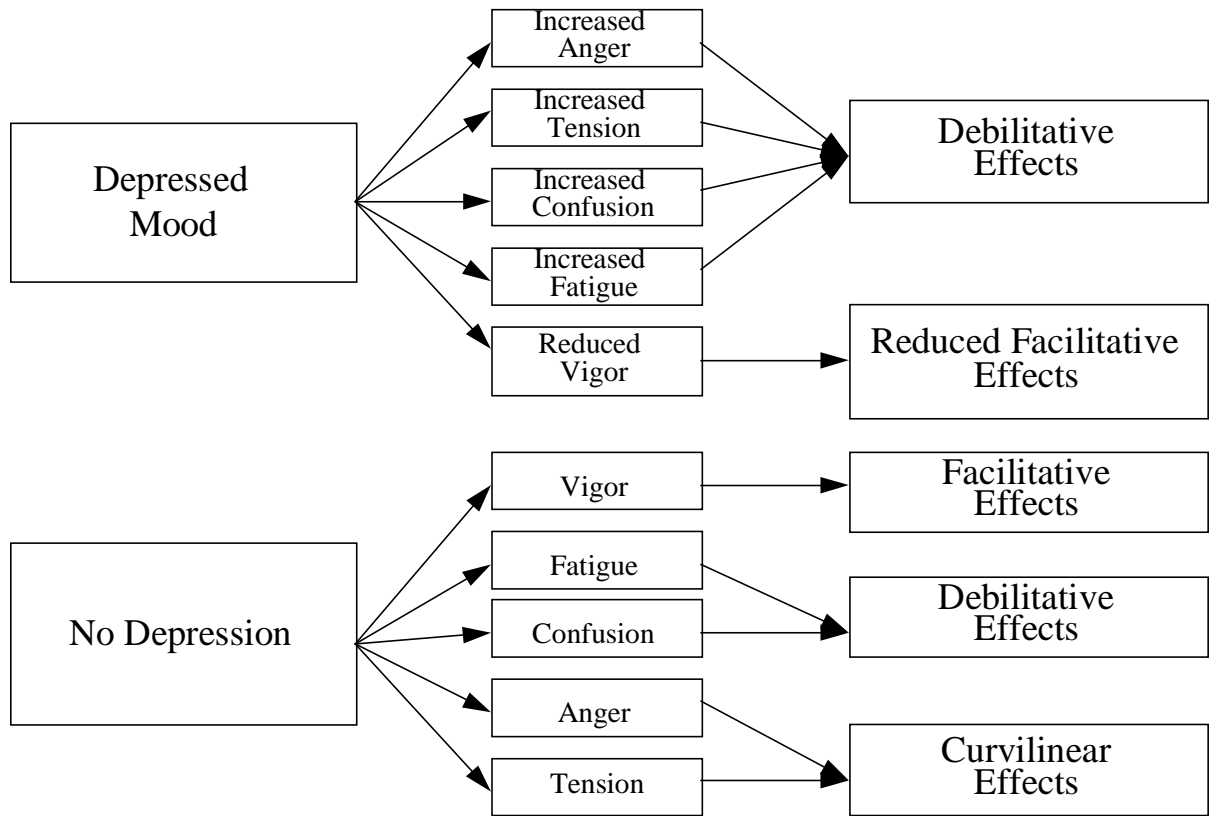 Depressed
Mood
Increased
Anger
Increased
Tension
Increased
Confusion
Increased
Fatigue
Reduced
Vigor
Debilitative
Effects
Reduced Facilitative
Effects
No Depression
Vigor
Fatigue
Confusion
Anger
Tension
Facilitative
Effects
Debilitative
Effects
Curvilinear
Effects